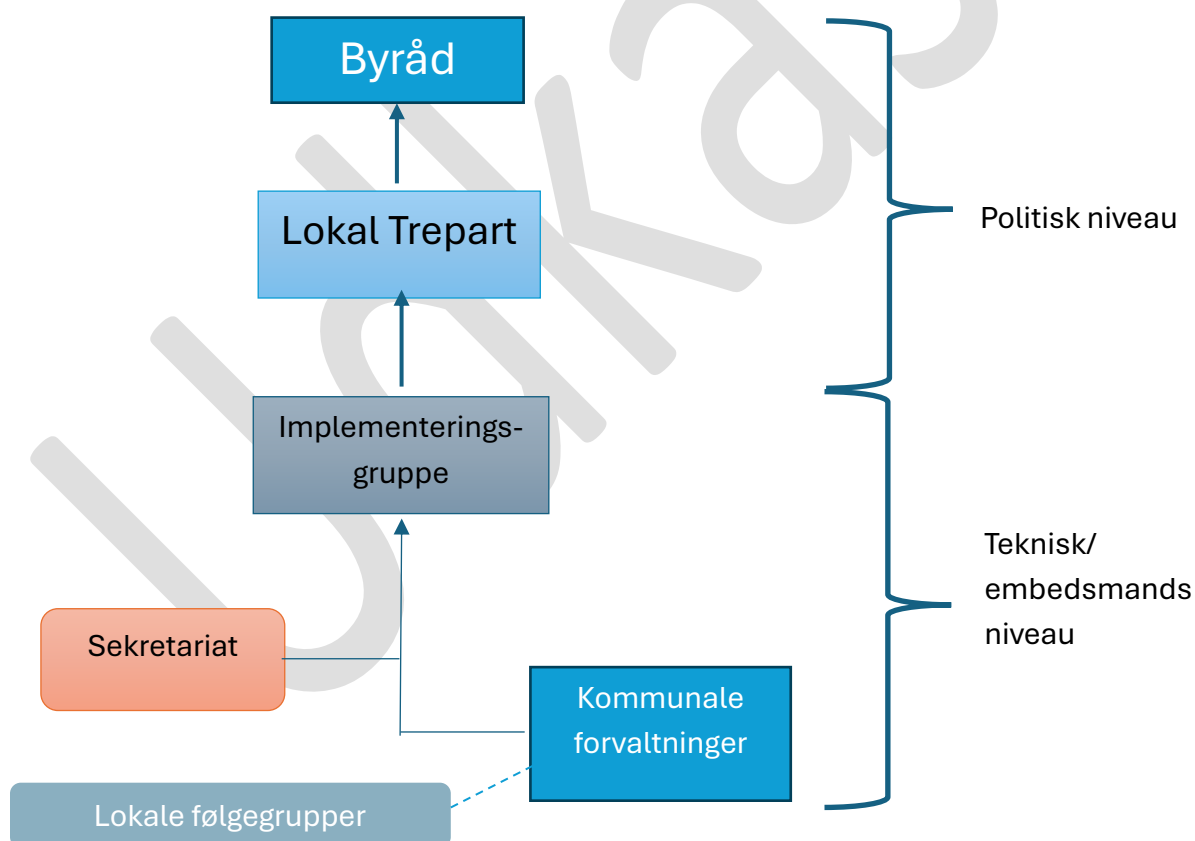 Byråd
Lokal Trepart
Politisk niveau
Implementerings-
gruppe
Teknisk/
embedsmands
niveau
Sekretariat
Kommunale
forvaltninger
Lokale følgegrupper